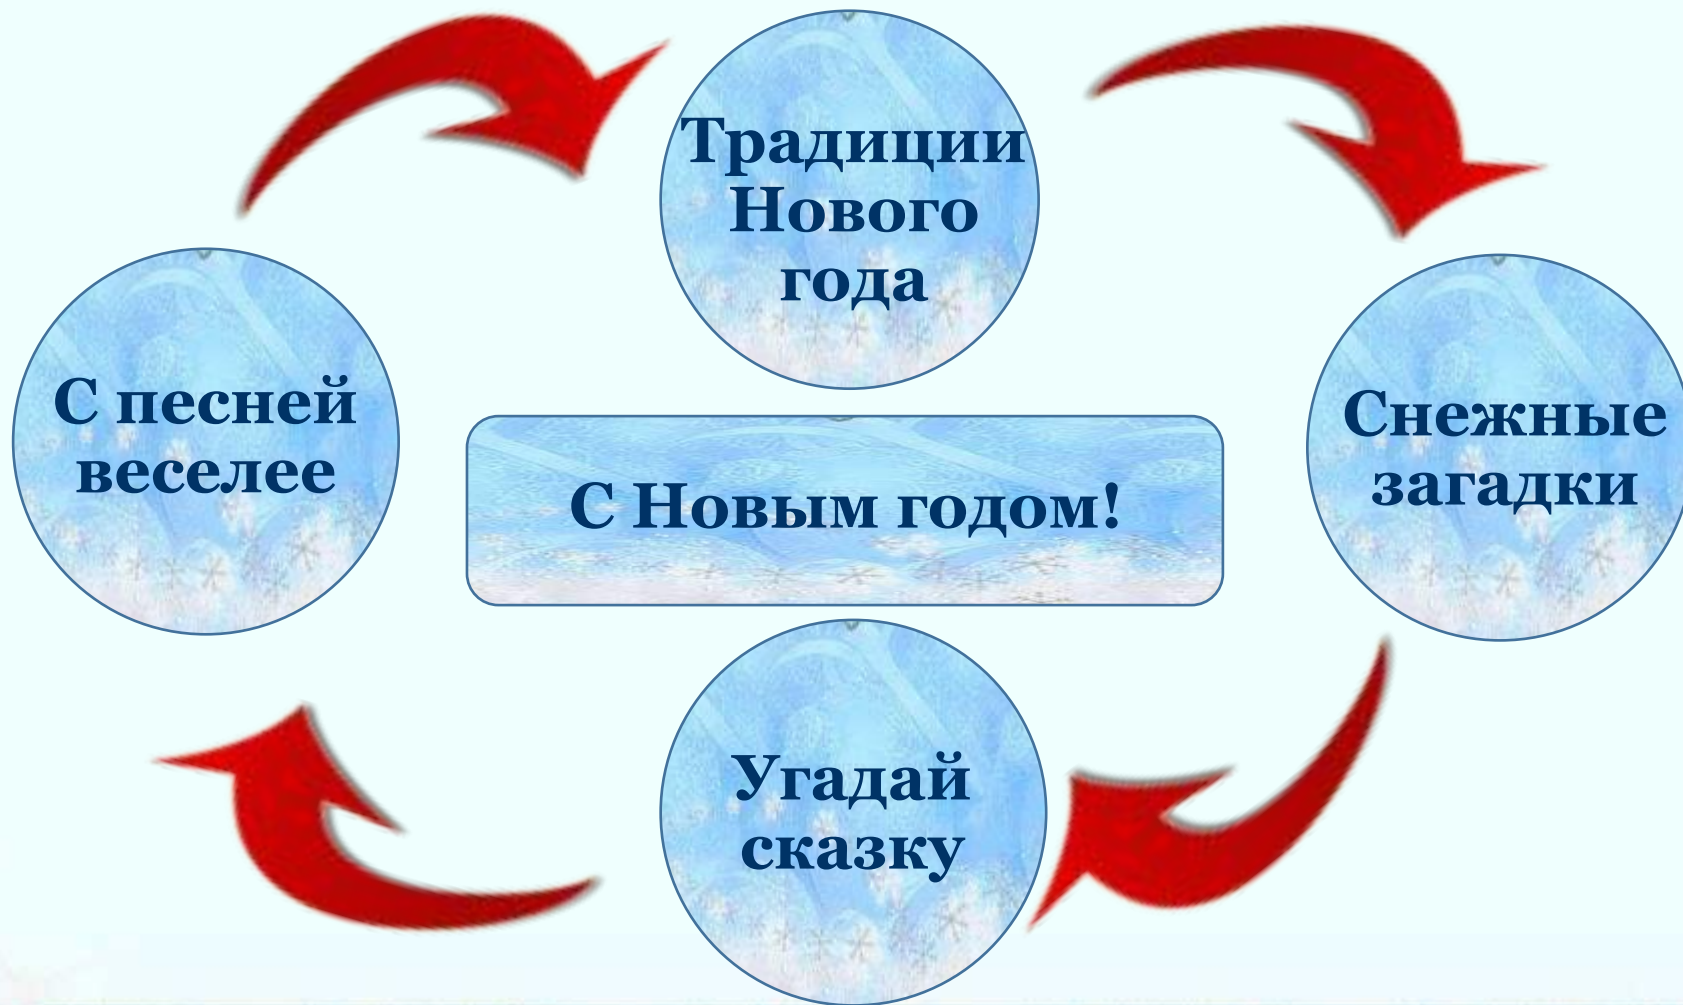 Традиции
Нового
года
С песней
веселее
Снежные
загадки
С Новым годом!
Угадай
сказку